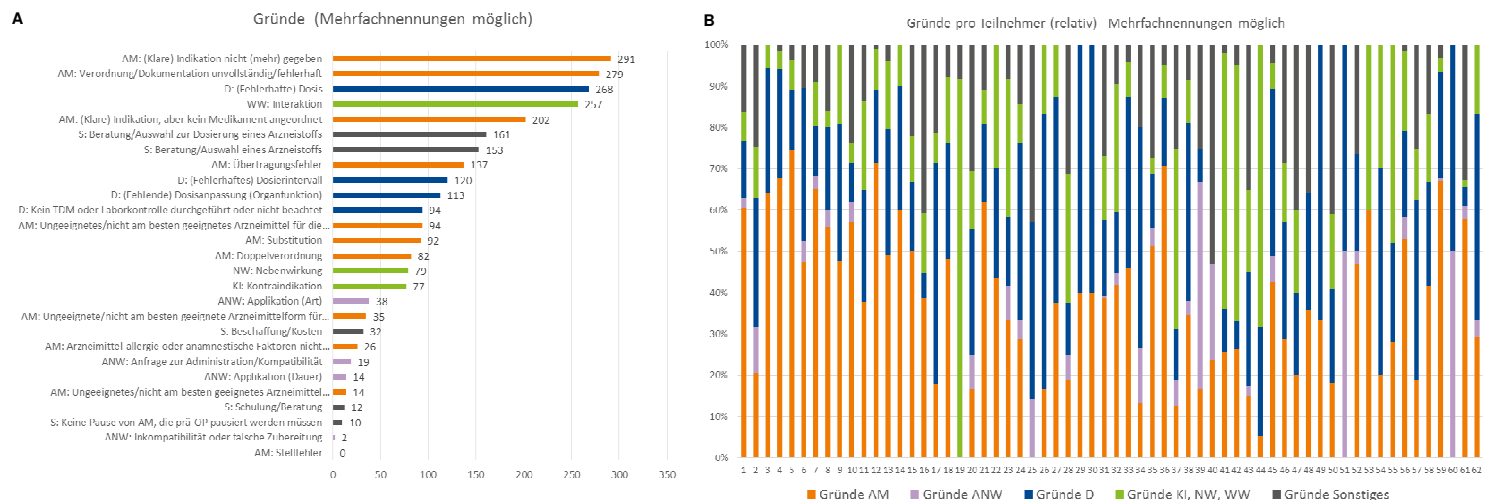 A
Gründe (Mehrfachnennungen möglich)
AM: (Klare) Indikation nicht (mehr) gegeben 291
AM: Verordnung/Dokumentation unvollständig/fehlerhaft 279
D: (Fehlerhafte) Dosis 268
WW: Interaktion 257
AM: (Klare) Indikation, aber kein Medikament angeordnet 202
S: Beratung/Auswahl zur Dosierung eines Arzneistoffs 161
S: Beratung/Auswahl eines Arzneistoffs 153
AM: Übertragungsfehler 137
D: (Fehlerhaftes) Dosierintervall 120
D: (Fehlende) Dosisanpassung (Organfunktion) 113
D: Kein TDM oder Laborkontrolle durchgeführt oder nicht beachtet 94
AM: Ungeeignetes/nicht am besten geeignetes Arzneimittel für die... 94
AM: Substitution 92
AM: Doppelverordnung 82
NW: Nebenwirkung 79
KI: Kontraindikation 77
ANW: Applikation (Art) 38
AM: Ungeeignete/nicht am besten geeignete Arzneimittelform für... 35
S: Beschaffung/Kosten 32
AM: Arzneimittel allergie oder anamnestische Faktoren nicht... 26
ANW: Anfrage zur Administration/Kompatibilität 19
ANW: Applikation (Dauer) 14
AM: Ungeeignetes/nicht am besten geeignetes Arzneimittel... 14
S: Schulung/Beratung 12
S: Keine Pause von AM, die prä-OP pausiert werden müssen 10
ANW: Inkompatibilität oder falsche Zubereitung 2
AM: Stellfehler 0
0 50 100 150 200 250 300 350
B
Gründe pro Teilnehmer (relativ) Mehrfachnennungen möglich
100%
90%
80%
70%
60%
50%
40%
30%
20%
10%
0%
1 2 3 4 5 6 7 8 9 10 11 12 13 14 15 16 17 18 19 20 21 22 23 24 25 26 27 28 29 30 31 32 33 34 35 36 37 38 39 40 41 42 43 44 45 46 47 48 49 50 51 52 53 54 55 56 57 58 59 60 61 62
Gründe AM Gründe ANW Gründe D Gründe KI, NW, WW Gründe Sonstiges